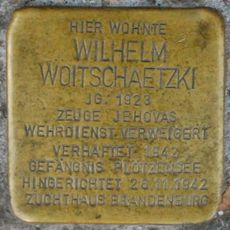 HIER WOHNTE
WILHELM
WOITSCHAETZKI
JG. 1923
ZEUGE JEHOVAS
WEHRDIENST VERWEIGERT
VERHAFTET 1942
GEFÄNGNIS PLÖTZENSEE
HINGERICHTET 28.11.1942
ZUCHTHAUS BRANDENBURG